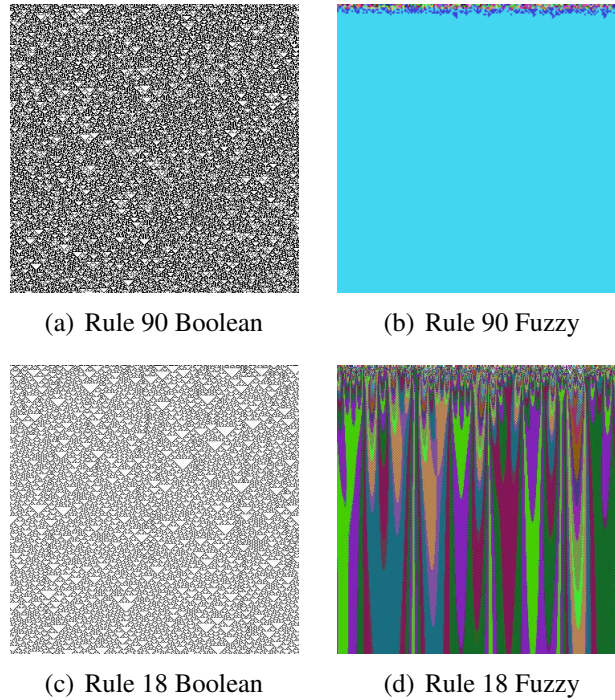 (a) Rule 90 Boolean
(b) Rule 90 Fuzzy
(c) Rule 18 Boolean
(d) Rule 18 Fuzzy